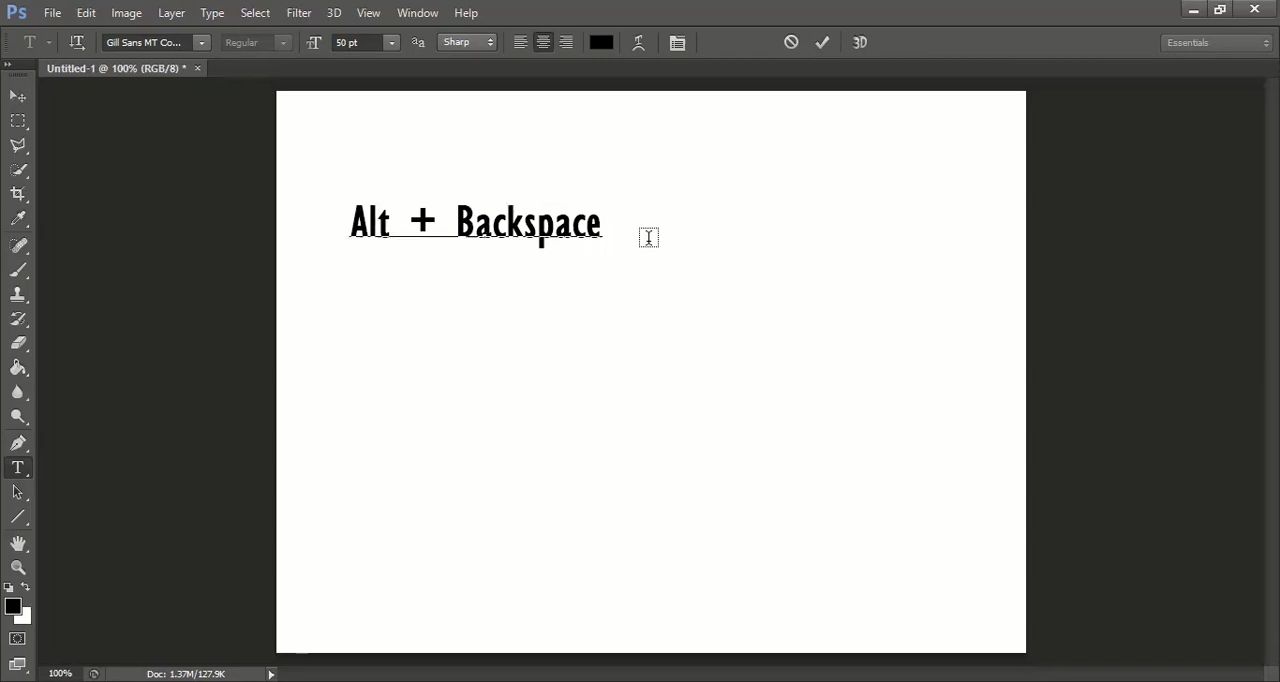 Ps File Edit Image Layer Type Select Filter 3D View Window Help
T Gill Sans MT Co... Regular 50 pt aa Sharp 3D Essentials
Untitled-1 @ 100% (RGB/8) *
Alt + Backspace
100% Doc: 1.37M/127.9K